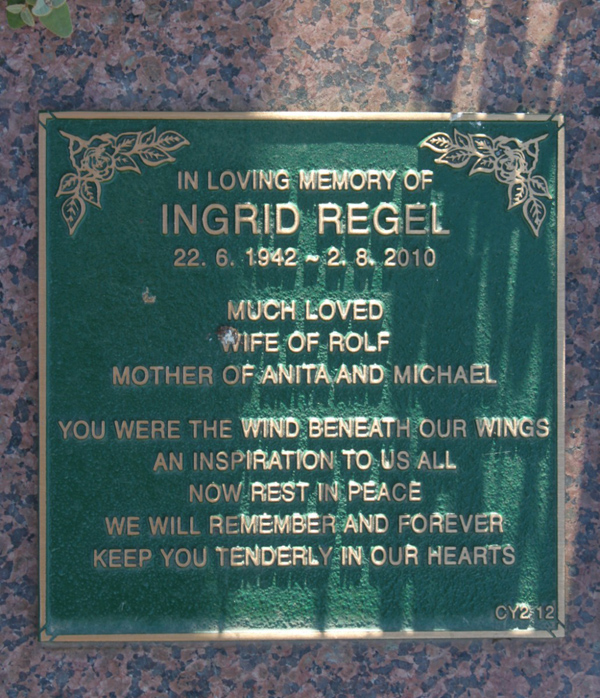 IN LOVING MEMORY OF
INGRID REGEL
22. 6. 1942 ~ 2. 8. 2010
MUCH LOVED
WIFE OF ROLF
MOTHER OF ANITA AND MICHAEL
YOU WERE THE WIND BENEATH OUR WINGS
AN INSPIRATION TO US ALL
NOW REST IN PEACE
WE WILL REMEMBER AND FOREVER
KEEP YOU TENDERLY IN OUR HEARTS
CY2 12